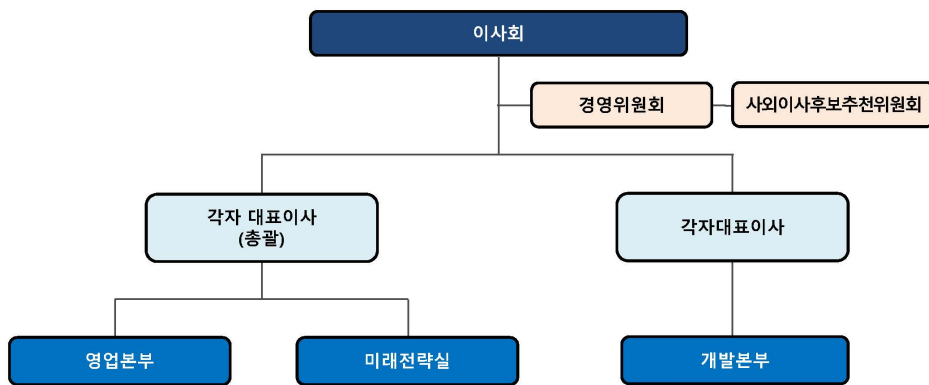 이사회
경영위원회
사외이사후보추천위원회
각자 대표이사
(총괄)
각자대표이사
영업본부
미래전략실
개발본부